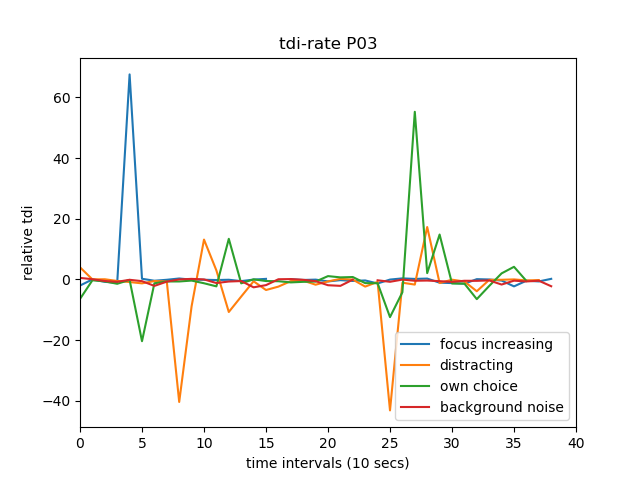 tdi-rate P03
relative tdi
60
40
20
0
−20
−40
0 5 10 15 20 25 30 35 40
time intervals (10 secs)
focus increasing
distracting
own choice
background noise